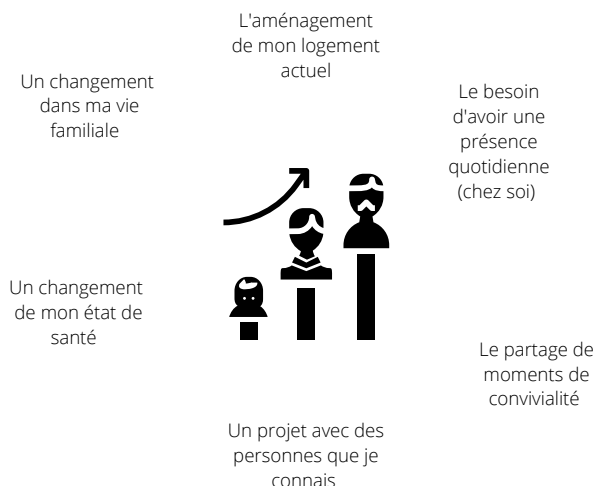 L'aménagement
de mon logement
actuel
Un changement
dans ma vie
familiale
Le besoin
d'avoir une
présence
quotidienne
(chez soi)
Un changement
de mon état de
santé
Le partage de
moments de
convivialité
Un projet avec des
personnes que je
connais